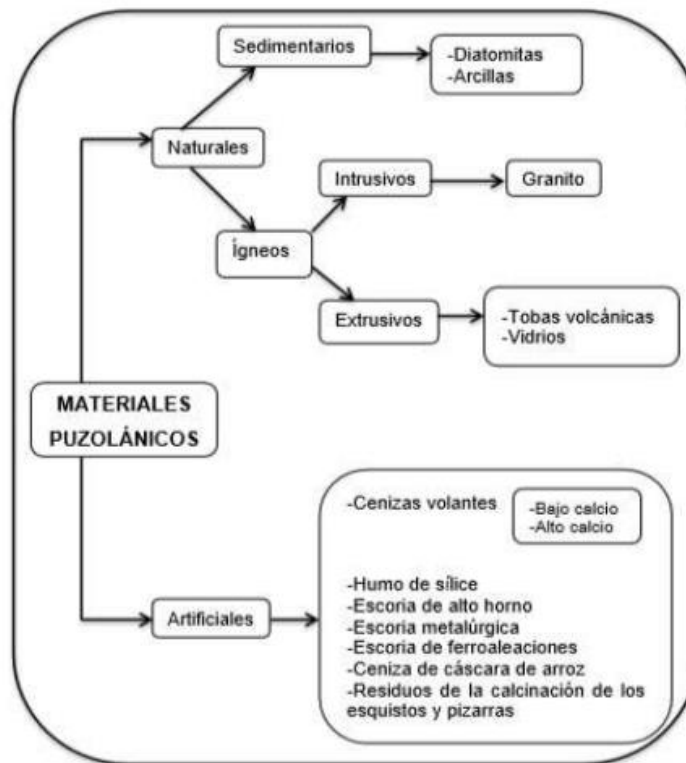 Sedimentarios
-Diatomitas
-Arcillas
Naturales
Intrusivos
Granito
Ígneos
Extrusivos
-Tobas volcánicas
-Vidrios
MATERIALES
PUZOLÁNICOS
-Cenizas volantes
-Bajo calcio
-Alto calcio
Artificiales
-Humo de sílice
-Escoria de alto horno
-Escoria metalúrgica
-Escoria de ferroaleaciones
-Ceniza de cáscara de arroz
-Residuos de la calcinación de los
esquistos y pizarras